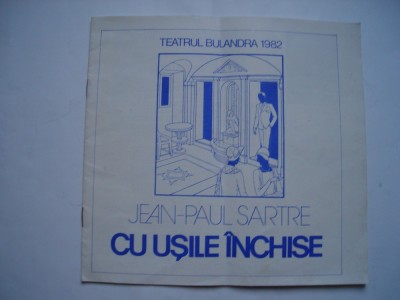 TEATRUL BULANDRA 1982
JEAN-PAUL SARTRE
CU UȘILE ÎNCHISE